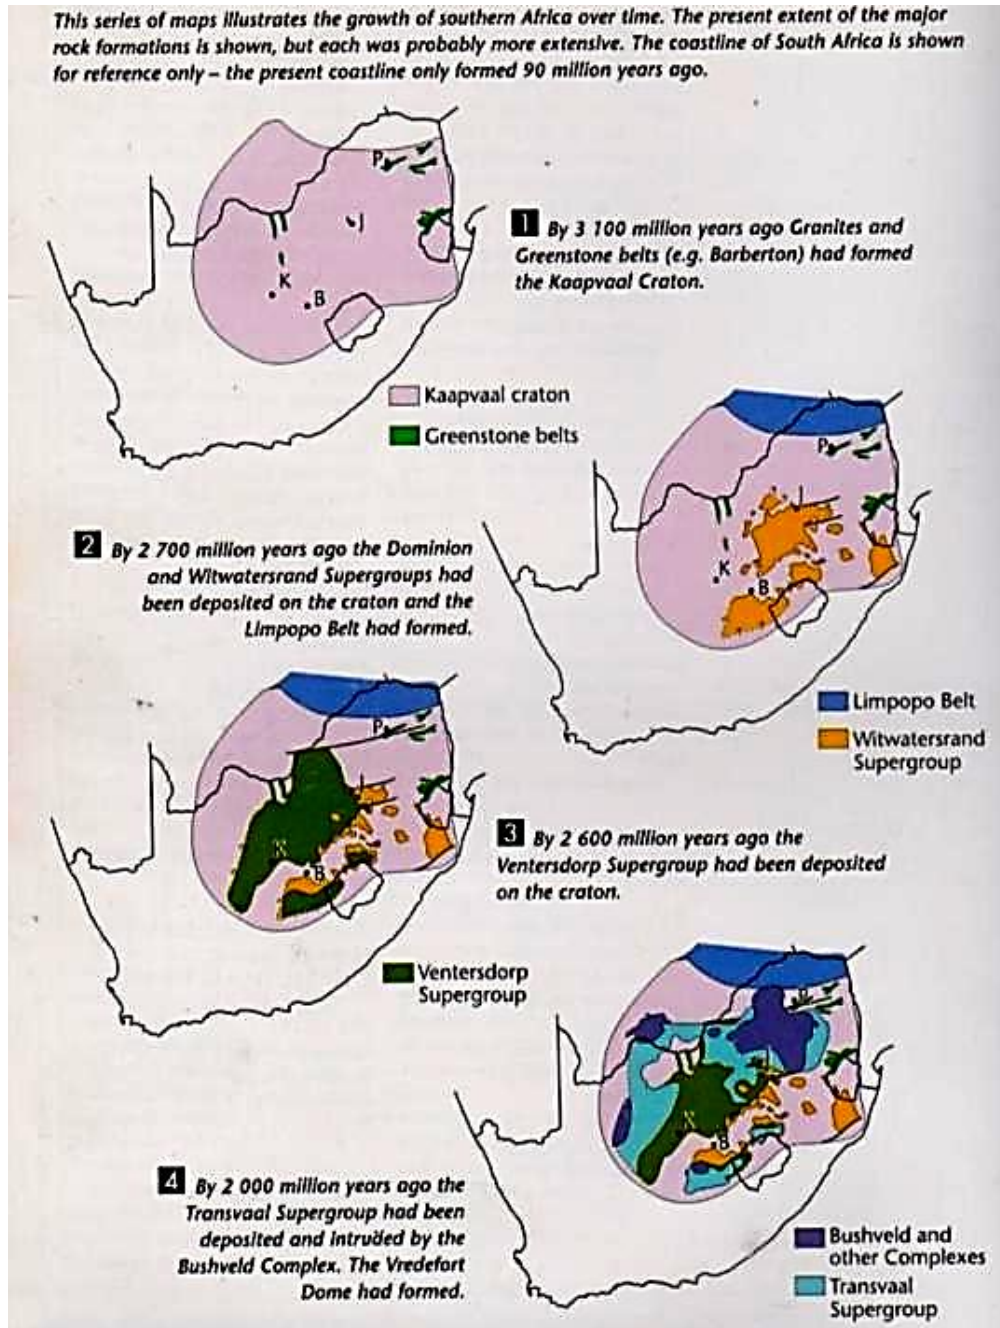 This series of maps illustrates the growth of southern Africa over time. The present extent of the major
rock formations is shown, but each was probably more extensive. The coastline of South Africa is shown
for reference only – the present coastline only formed 90 million years ago.
P
J
K
B
1 By 3 100 million years ago Granites and
Greenstone belts (e.g. Barberton) had formed
the Kaapvaal Craton.
Kaapvaal craton
Greenstone belts
P
J
K
B
2 By 2 700 million years ago the Dominion
and Witwatersrand Supergroups had
been deposited on the craton and the
Limpopo Belt had formed.
Limpopo Belt
Witwatersrand
Supergroup
P
J
K
B
3 By 2 600 million years ago the
Ventersdorp Supergroup had been deposited
on the craton.
Ventersdorp
Supergroup
P
J
K
B
4 By 2 000 million years ago the
Transvaal Supergroup had been
deposited and intruded by the
Bushveld Complex. The Vredefort
Dome had formed.
Bushveld and
other Complexes
Transvaal
Supergroup